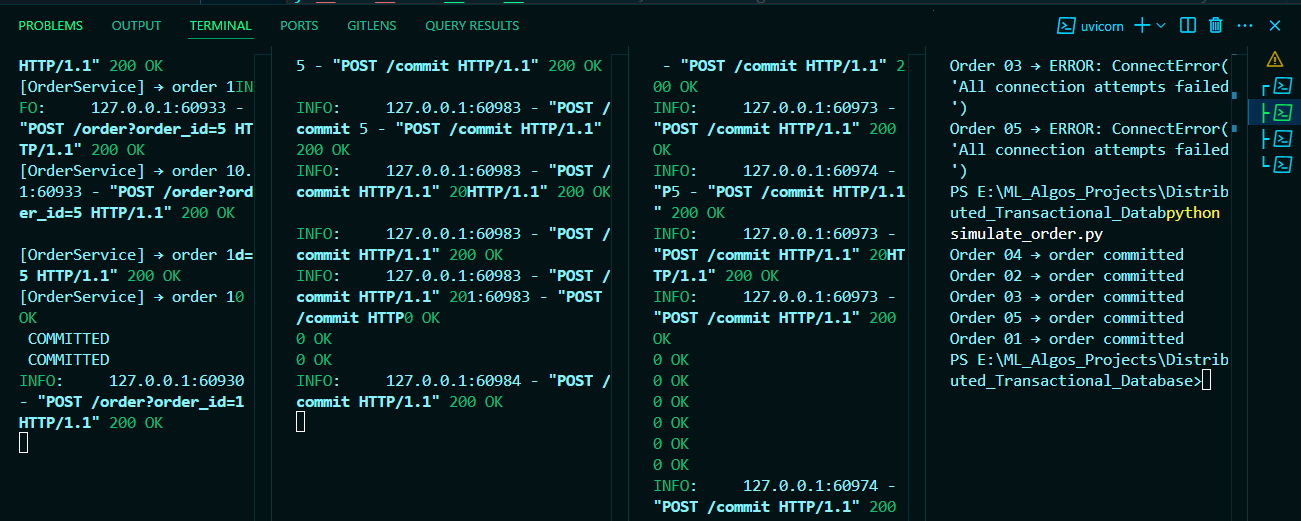 PROBLEMS OUTPUT TERMINAL PORTS GITLENS QUERY RESULTS uvicorn
HTTP/1.1" 200 OK
[OrderService] → order 1IN
FO: 127.0.0.1:60933 -
"POST /order?order_id=5 HT
TP/1.1" 200 OK
[OrderService] → order 10.
1:60933 - "POST /order?ord
er_id=5 HTTP/1.1" 200 OK
[OrderService] → order 1d=
5 HTTP/1.1" 200 OK
[OrderService] → order 10
OK
COMMITTED
COMMITTED
INFO: 127.0.0.1:60930
- "POST /order?order_id=1
HTTP/1.1" 200 OK
5 - "POST /commit HTTP/1.1" 200 OK
INFO: 127.0.0.1:60983 - "POST /
commit 5 - "POST /commit HTTP/1.1"
200 OK
INFO: 127.0.0.1:60983 - "POST /
commit HTTP/1.1" 20HTTP/1.1" 200 OK
INFO: 127.0.0.1:60983 - "POST /
commit HTTP/1.1" 200 OK
INFO: 127.0.0.1:60983 - "POST /
commit HTTP/1.1" 201:60983 - "POST
/commit HTTP0 OK
0 OK
0 OK
INFO: 127.0.0.1:60984 - "POST /
commit HTTP/1.1" 200 OK
- "POST /commit HTTP/1.1" 2
00 OK
INFO: 127.0.0.1:60973 -
"POST /commit HTTP/1.1" 200
OK
INFO: 127.0.0.1:60974 -
"P5 - "POST /commit HTTP/1.1
" 200 OK
INFO: 127.0.0.1:60973 -
"POST /commit HTTP/1.1" 20HT
TP/1.1" 200 OK
INFO: 127.0.0.1:60973 -
"POST /commit HTTP/1.1" 200
OK
0 OK
0 OK
0 OK
0 OK
0 OK
0 OK
INFO: 127.0.0.1:60974 -
"POST /commit HTTP/1.1" 200
Order 03 → ERROR: ConnectError(
'All connection attempts failed
')
Order 05 → ERROR: ConnectError(
'All connection attempts failed
')
PS E:\ML_Algos_Projects\Distrib
uted_Transactional_Databpython
simulate_order.py
Order 04 → order committed
Order 02 → order committed
Order 03 → order committed
Order 05 → order committed
Order 01 → order committed
PS E:\ML_Algos_Projects\Distrib
uted_Transactional_Database>